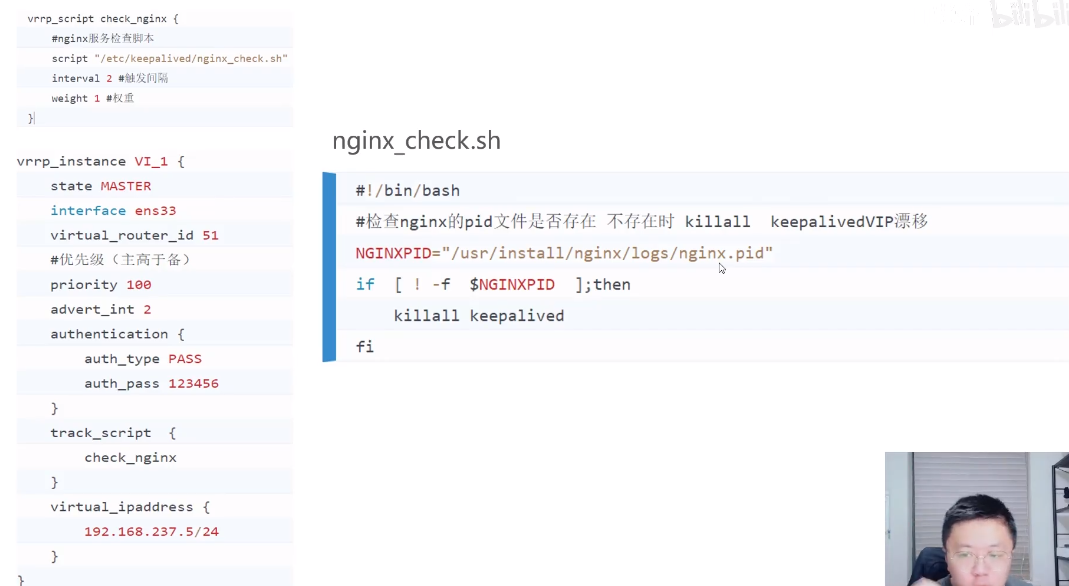 vrrp_script check_nginx {
#nginx服务检查脚本
script "/etc/keepalived/nginx_check.sh"
interval 2 #触发间隔
weight 1 #权重
}
vrrp_instance VI_1 {
state MASTER
interface ens33
virtual_router_id 51
#优先级（主高于备）
priority 100
advert_int 2
authentication {
auth_type PASS
auth_pass 123456
}
track_script  {
check_nginx
}
virtual_ipaddress {
192.168.237.5/24
}
}
nginx_check.sh
#!/bin/bash
#检查nginx的pid文件是否存在 不存在时 killall  keepalivedVIP漂移
NGINXPID="/usr/install/nginx/logs/nginx.pid"
if  [ ! -f  $NGINXPID  ];then
killall keepalived
fi
bilibili